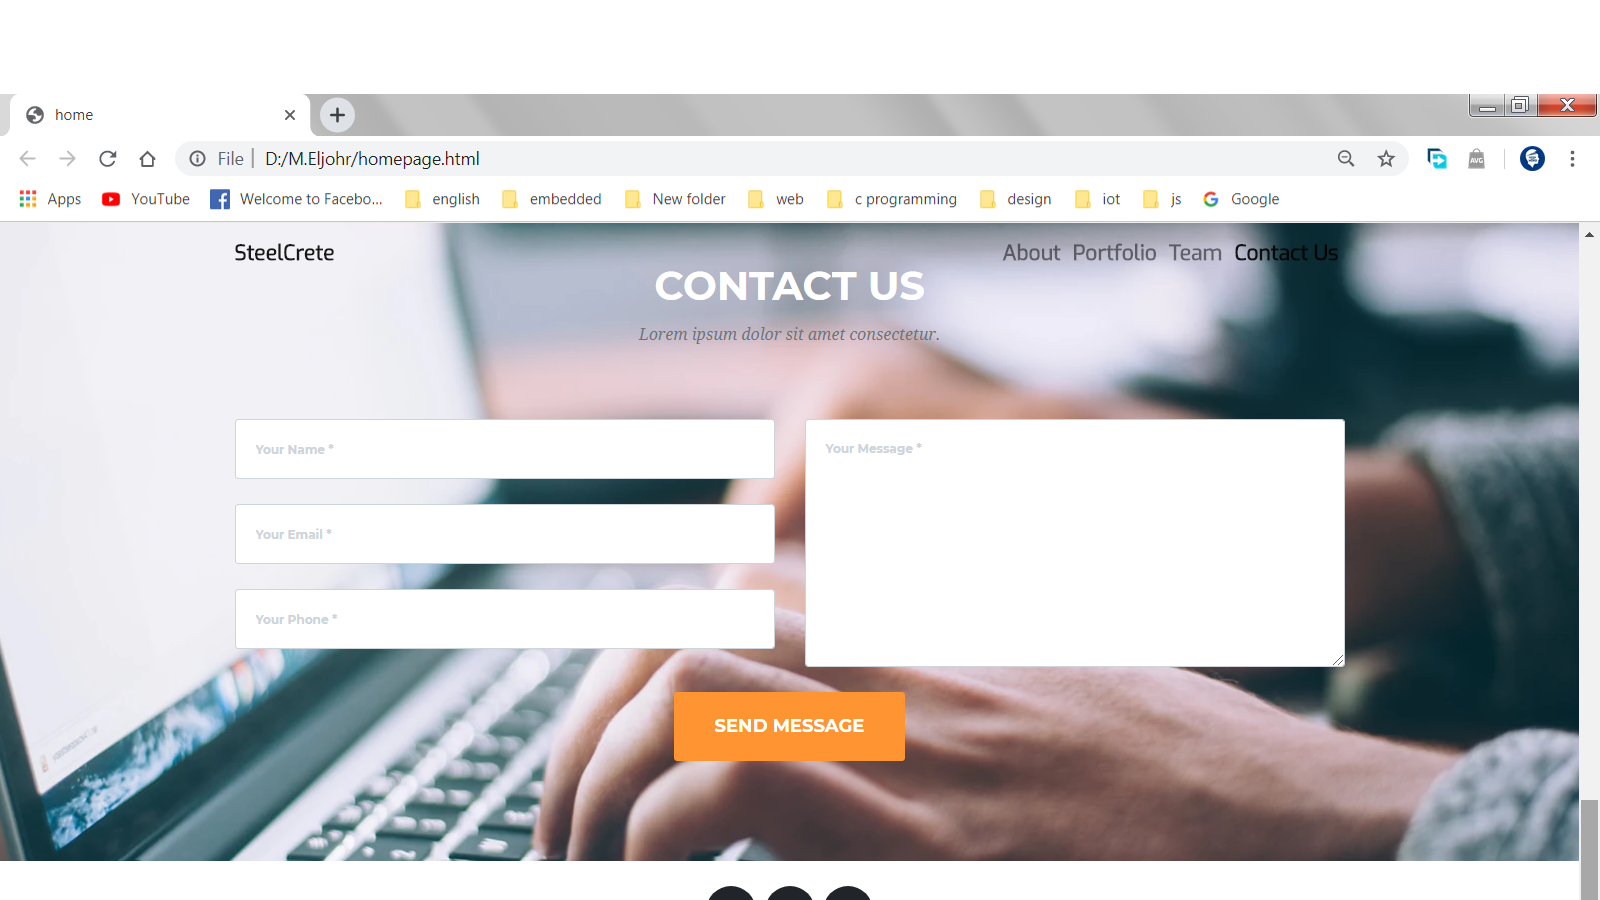 home
File | D:/M.Eljohr/homepage.html
AVG
Apps YouTube Welcome to Facebo... english embedded New folder web c programming design iot js Google
SteelCrete About Portfolio Team Contact Us
CONTACT US
Lorem ipsum dolor sit amet consectetur.
Your Name * Your Message *
Your Email *
Your Phone *
SEND MESSAGE